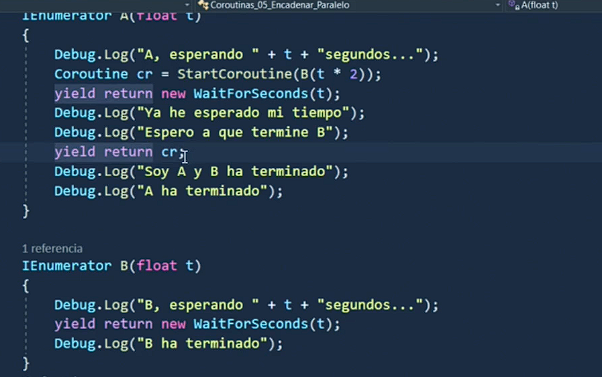 Coroutinas_05_Encadenar_Paralelo A(float t)
IEnumerator A(float t)
{
Debug.Log("A, esperando " + t + "segundos...");
Coroutine cr = StartCoroutine(B(t * 2));
yield return new WaitForSeconds(t);
Debug.Log("Ya he esperado mi tiempo");
Debug.Log("Espero a que termine B");
yield return cr;
Debug.Log("Soy A y B ha terminado");
Debug.Log("A ha terminado");
}
1 referencia
IEnumerator B(float t)
{
Debug.Log("B, esperando " + t + "segundos...");
yield return new WaitForSeconds(t);
Debug.Log("B ha terminado");
}